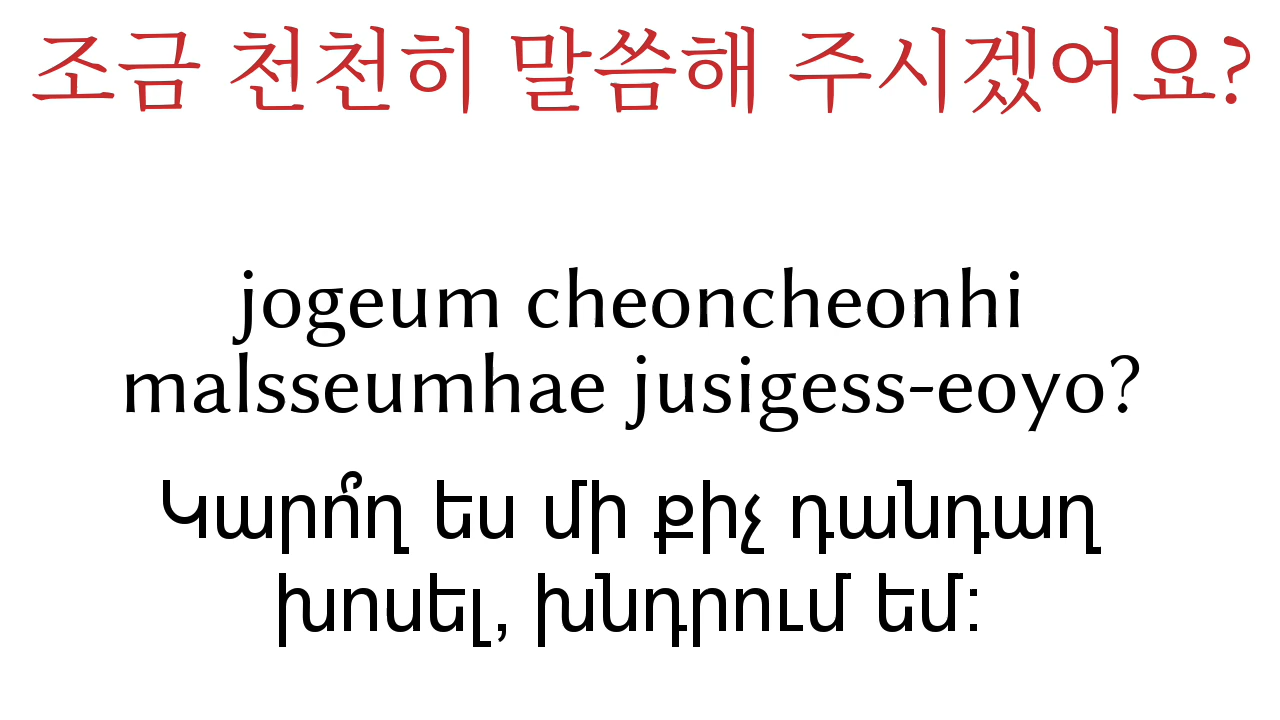 조금 천천히 말씀해 주시겠어요?
jogeum cheoncheonhi
malsseumhae jusigess-eoyo?
Կարո՞ղ ես մի քիչ դանդաղ
խոսել, խնդրում եմ: